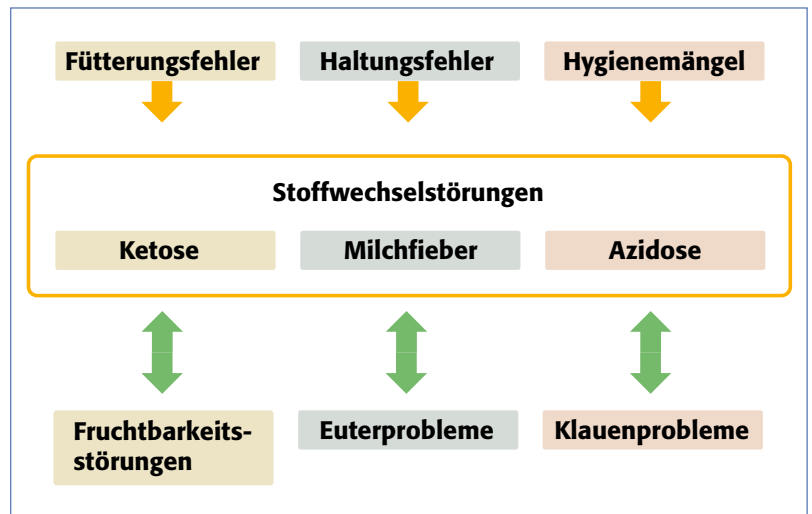 Fütterungsfehler
Haltungsfehler
Hygienemängel
Stoffwechselstörungen
Ketose
Milchfieber
Azidose
Fruchtbarkeits-
störungen
Euterprobleme
Klauenprobleme